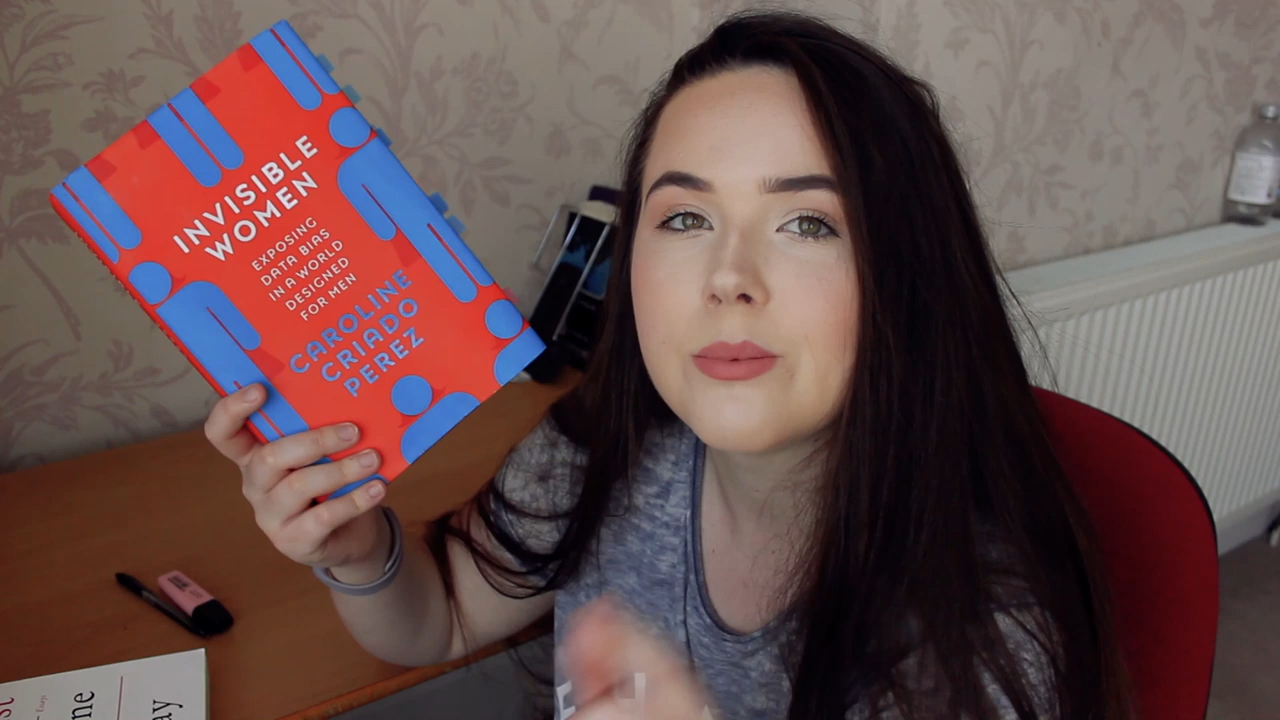 INVISIBLE
WOMEN
EXPOSING
DATA BIAS
IN A WORLD
DESIGNED
FOR MEN
CAROLINE
CRIADO
PEREZ